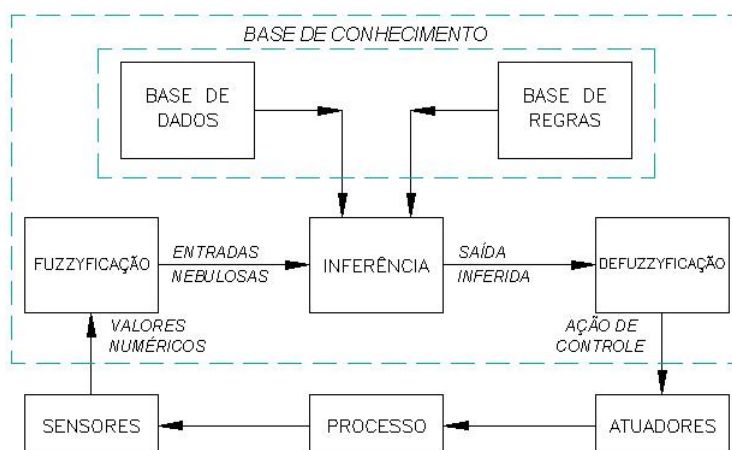 BASE DE CONHECIMENTO
BASE DE
DADOS
BASE DE
REGRAS
FUZZYFICAÇÃO
ENTRADAS
NEBULOSAS
INFERÊNCIA
SAÍDA
INFERIDA
DEFUZZYFICAÇÃO
VALORES
NUMÉRICOS
AÇÃO DE
CONTROLE
SENSORES
PROCESSO
ATUADORES